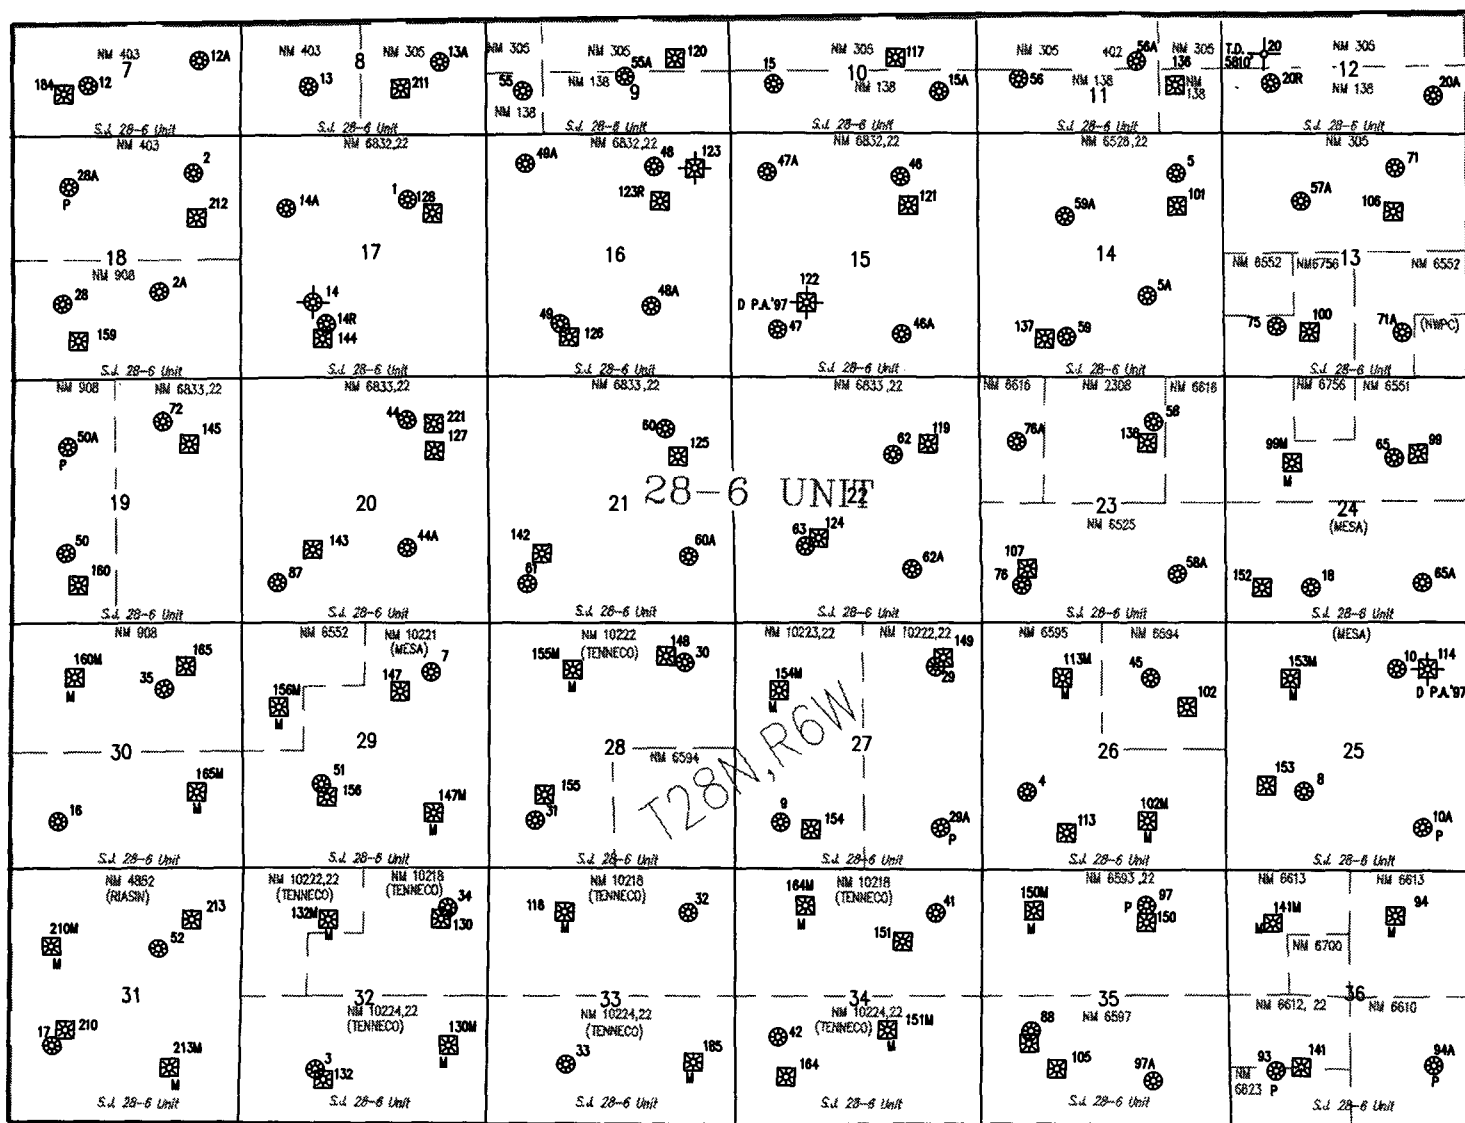 NM 403
7
12A
184
12
S.J. 28-6 Unit
NM 403
8
NM 305
13A
13
211
S.J. 28-6 Unit
NM 305
NM 305
120
55A
55
NM 138
9
NM 138
S.J. 28-6 Unit
NM 305
117
15
10
NM 138
15A
S.J. 28-6 Unit
NM 305
402
56A
NM 305
136
56
NM 138
NM
138
11
S.J. 28-6 Unit
T.D.
5810'
20
NM 305
12
20R
NM 138
20A
S.J. 28-6 Unit
NM 403
28A
P
2
212
18
NM 908
28
2A
159
S.J. 28-6 Unit
NM 6832,22
14A
1
128
17
14
14R
144
S.J. 28-6 Unit
NM 6832,22
49A
48
123
123R
16
49
48A
126
S.J. 28-6 Unit
NM 6832,22
47A
46
121
15
122
D P.A.'97
47
46A
S.J. 28-6 Unit
NM 6528,22
5
59A
101
14
5A
137
59
S.J. 28-6 Unit
NM 305
71
57A
106
NM 6552
NM6756
13
NM 6552
75
100
71A
(NWPC)
S.J. 28-6 Unit
NM 908
NM 6833,22
72
50A
P
145
19
50
160
S.J. 28-6 Unit
NM 6833,22
44
221
127
20
143
44A
87
S.J. 28-6 Unit
NM 6833,22
60
125
21
142
61
60A
S.J. 28-6 Unit
28-6 UNIT
NM 6833,22
62
119
22
63
124
62A
S.J. 28-6 Unit
NM 6616
NM 2308
NM 6616
76A
58
138
23
NM 6525
107
76
58A
S.J. 28-6 Unit
NM 6756
NM 6551
99M
M
65
99
24
(MESA)
152
18
65A
S.J. 28-6 Unit
NM 908
160M
M
35
165
30
165M
M
16
S.J. 28-6 Unit
NM 6552
NM 10221
(MESA)
7
156M
M
147
29
51
156
147M
M
S.J. 28-6 Unit
NM 10222
(TENNECO)
155M
M
148
30
28
NM 6594
155
31
S.J. 28-6 Unit
T28N,R6W
NM 10223,22
NM 10222,22
154M
M
149
29
27
9
154
29A
P
S.J. 28-6 Unit
NM 6595
NM 6594
113M
M
45
102
26
4
113
102M
M
S.J. 28-6 Unit
(MESA)
153M
M
10
114
D P.A.'97
25
153
8
10A
P
S.J. 28-6 Unit
NM 4852
(RIASIN)
213
210M
M
52
31
17
210
213M
M
S.J. 28-6 Unit
NM 10222,22
(TENNECO)
NM 10218
(TENNECO)
34
132M
M
130
32
NM 10224,22
(TENNECO)
130M
M
3
132
S.J. 28-6 Unit
NM 10218
(TENNECO)
118
M
32
33
NM 10224,22
(TENNECO)
33
185
M
S.J. 28-6 Unit
NM 10218
(TENNECO)
164M
M
41
151
34
NM 10224,22
(TENNECO)
42
151M
M
164
S.J. 28-6 Unit
NM 6593,22
150M
M
97
P
150
35
NM 6597
88
105
97A
S.J. 28-6 Unit
NM 6613
NM 6613
141M
M
94
M
NM 6700
36
NM 6612, 22
NM 6610
93
P
141
94A
P
NM
6623
S.J. 28-6 Unit